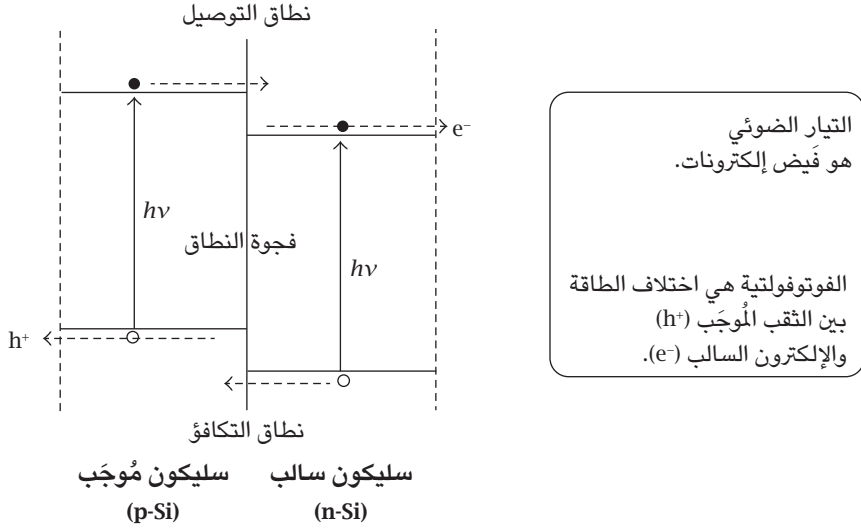 نطاق التوصيل
e⁻
hν
فجوة النطاق
hν
h⁺
نطاق التكافؤ
سليكون مُوجَب
(p-Si)
سليكون سالب
(n-Si)
التيار الضوئي
هو فَيض إلكترونات.
الفوتوفولتية هي اختلاف الطاقة
بين الثقب المُوجَب (h⁺)
والإلكترون السالب (e⁻).